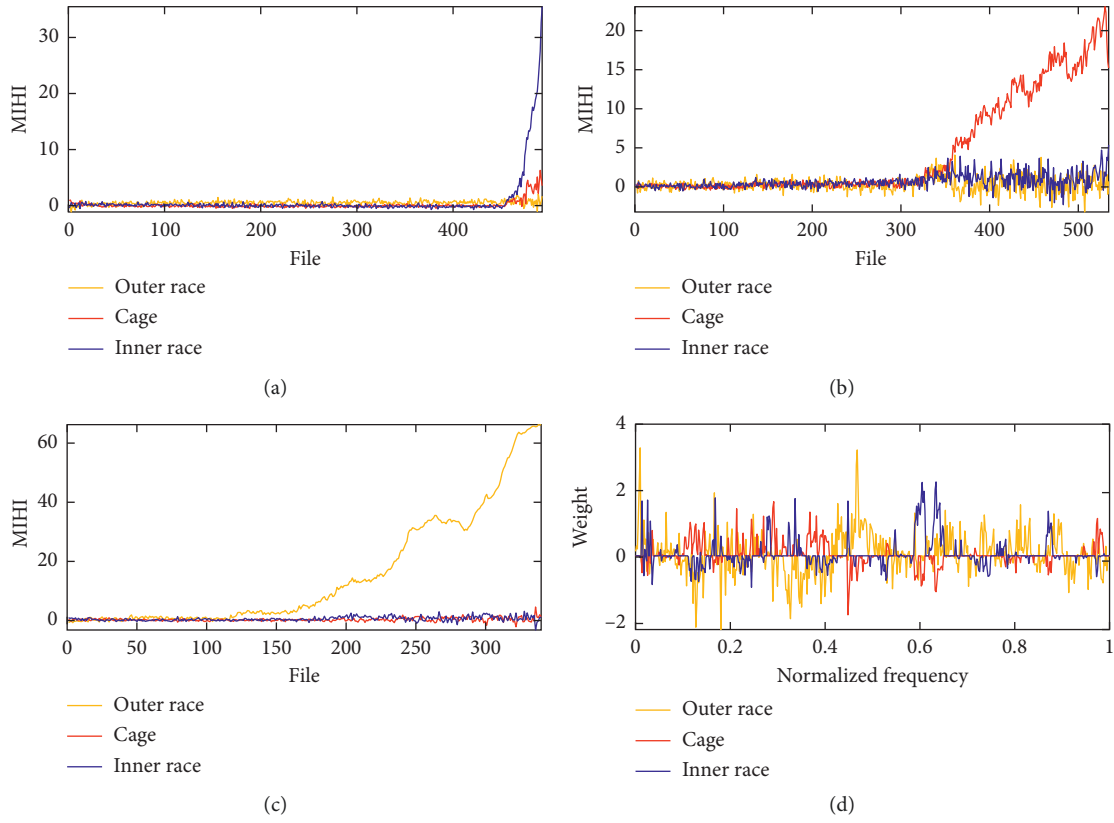 30
20
10
0
MIHI
0
100
200
300
400
File
Outer race
Cage
Inner race
(a)
20
15
10
5
0
MIHI
0
100
200
300
400
500
File
Outer race
Cage
Inner race
(b)
60
40
20
0
MIHI
0
50
100
150
200
250
300
File
Outer race
Cage
Inner race
(c)
4
2
0
−2
Weight
0
0.2
0.4
0.6
0.8
1
Normalized frequency
Outer race
Cage
Inner race
(d)